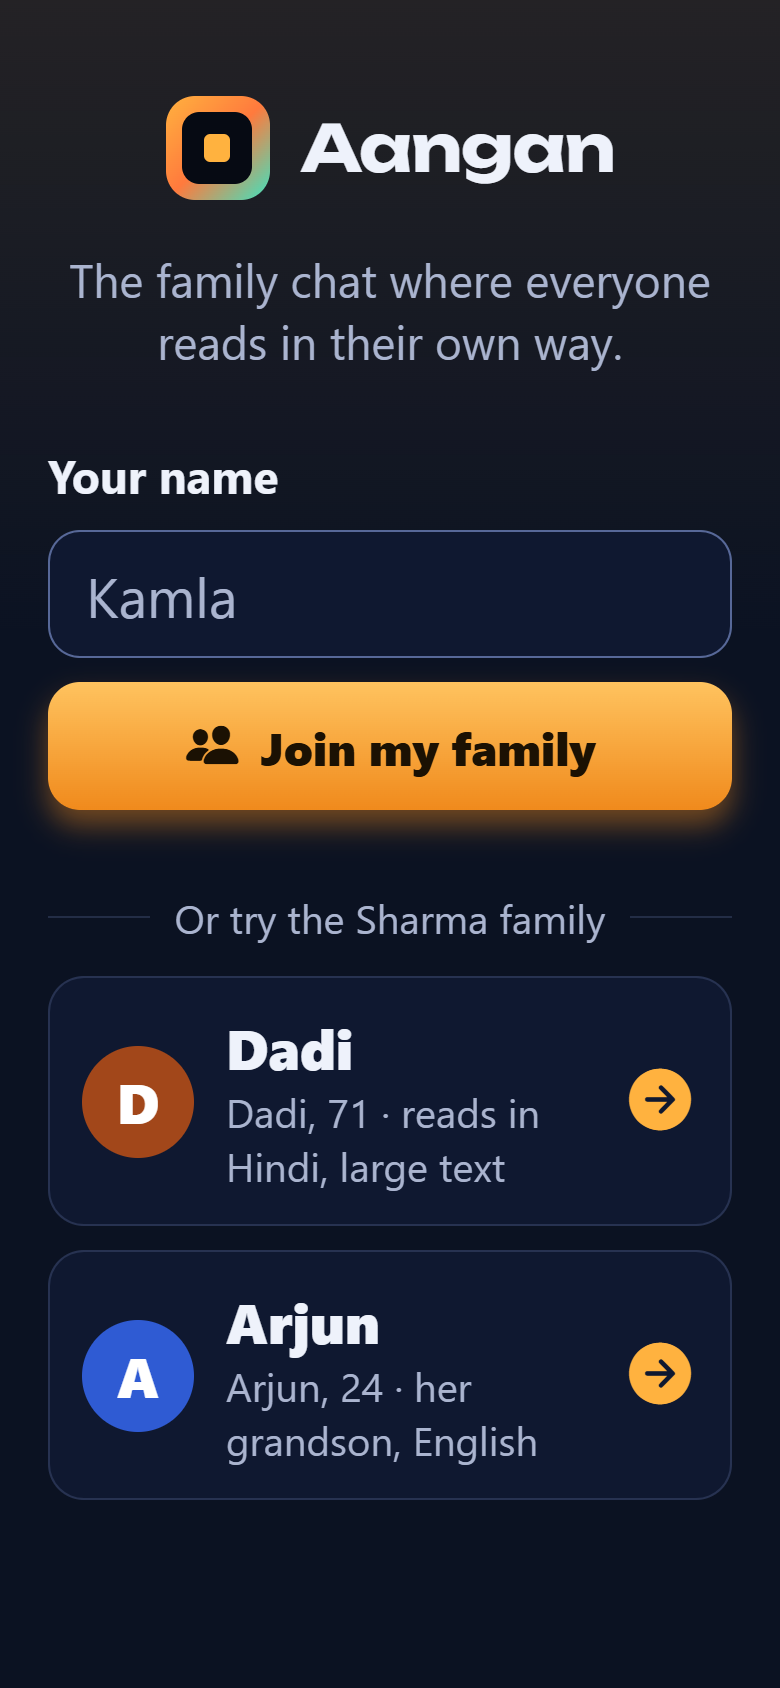 Aangan
The family chat where everyone
reads in their own way.
Your name
Kamla
Join my family
Or try the Sharma family
D
Dadi
Dadi, 71 · reads in
Hindi, large text
A
Arjun
Arjun, 24 · her
grandson, English